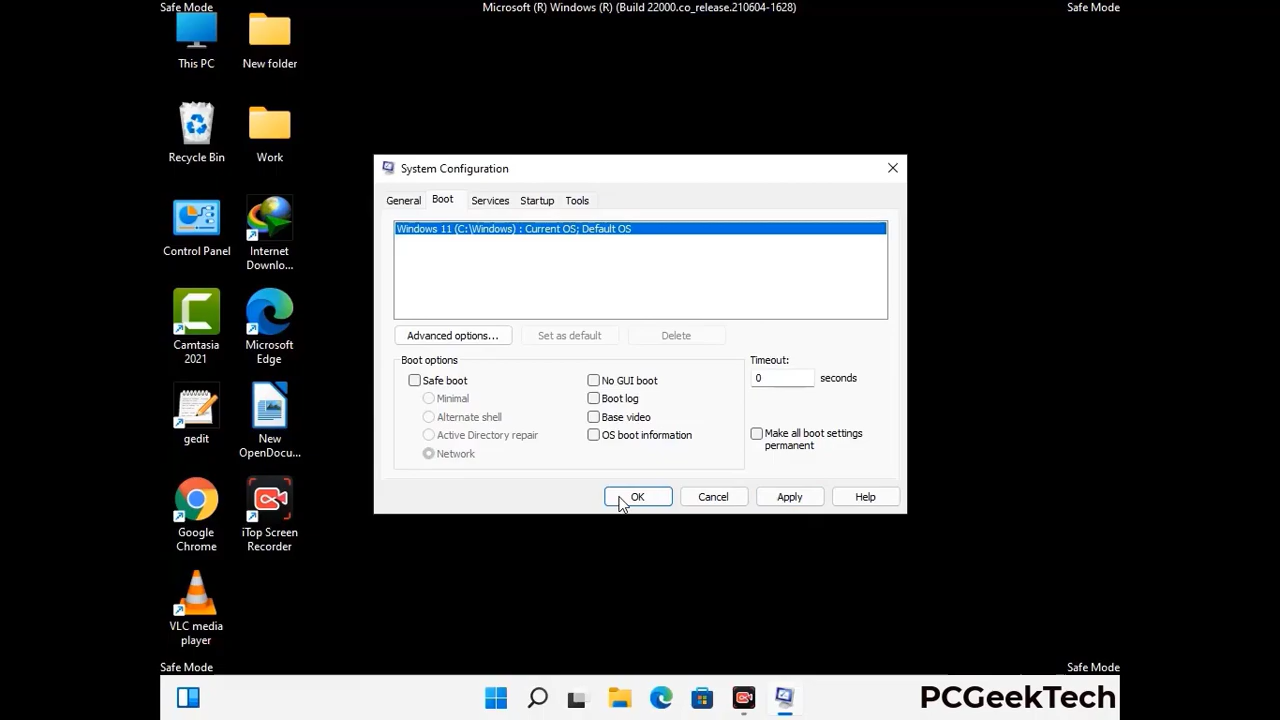 Safe Mode
Microsoft (R) Windows (R) (Build 22000.co_release.210604-1628)
Safe Mode
This PC
New folder
Recycle Bin
Work
Control Panel
Internet
Downlo...
Camtasia
2021
Microsoft
Edge
gedit
New
OpenDocu...
Google
Chrome
iTop Screen
Recorder
VLC media
player
System Configuration
General
Boot
Services
Startup
Tools
Windows 11 (C:\Windows) : Current OS; Default OS
Advanced options...
Set as default
Delete
Boot options
Safe boot
Minimal
Alternate shell
Active Directory repair
Network
No GUI boot
Boot log
Base video
OS boot information
Timeout:
0 seconds
Make all boot settings
permanent
OK
Cancel
Apply
Help
Safe Mode
Safe Mode
PCGeekTech